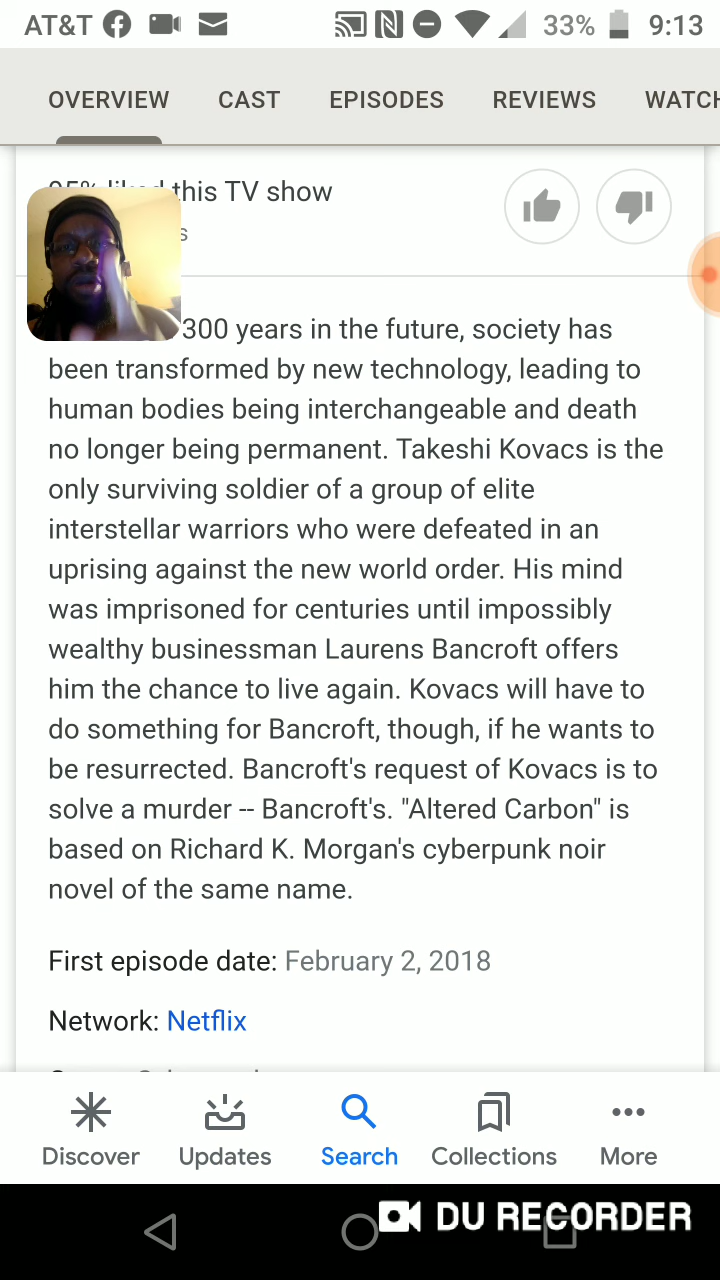 AT&T 33% 9:13
OVERVIEW CAST EPISODES REVIEWS WATCH
95% liked this TV show
300 years in the future, society has
been transformed by new technology, leading to
human bodies being interchangeable and death
no longer being permanent. Takeshi Kovacs is the
only surviving soldier of a group of elite
interstellar warriors who were defeated in an
uprising against the new world order. His mind
was imprisoned for centuries until impossibly
wealthy businessman Laurens Bancroft offers
him the chance to live again. Kovacs will have to
do something for Bancroft, though, if he wants to
be resurrected. Bancroft's request of Kovacs is to
solve a murder -- Bancroft's. "Altered Carbon" is
based on Richard K. Morgan's cyberpunk noir
novel of the same name.
First episode date: February 2, 2018
Network: Netflix
Discover Updates Search Collections More
DU RECORDER